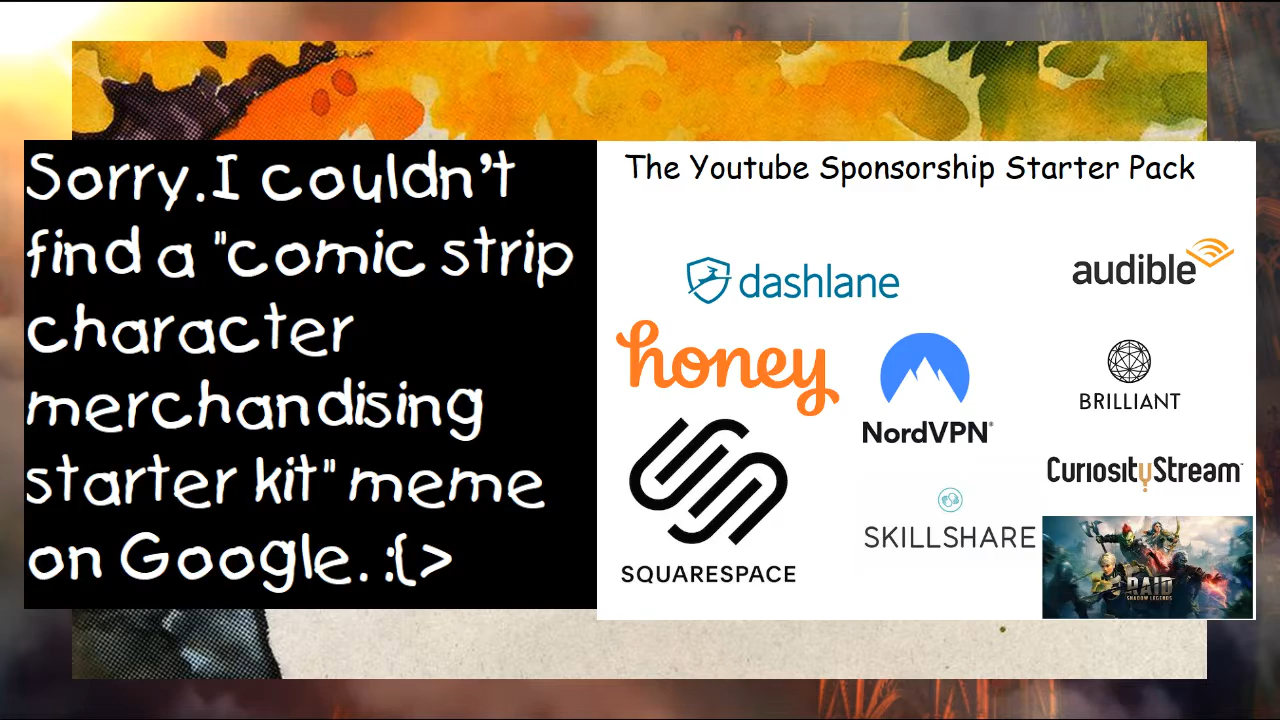 Sorry.I couldn't
find a "comic strip
character
merchandising
starter kit" meme
on Google. :{>
The Youtube Sponsorship Starter Pack
dashlane
audible
honey
NordVPN®
BRILLIANT
CuriosityStream
SQUARESPACE
SKILLSHARE
RAID
SHADOW LEGENDS